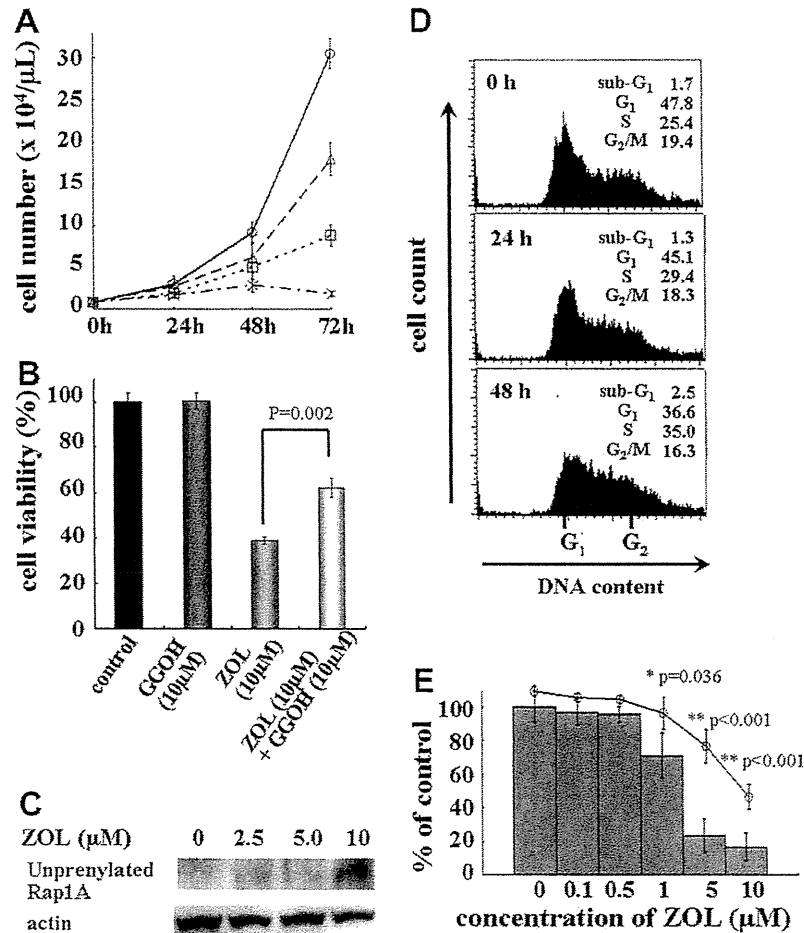 A
cell number (x 10⁴/µL)
30
25
20
15
10
5
0
0h 24h 48h 72h
B
cell viability (%)
100
80
60
40
20
0
P=0.002
control
GGOH (10µM)
ZOL (10µM)
ZOL (10µM) + GGOH (10µM)
C
ZOL (µM) 0 2.5 5.0 10
Unprenylated
Rap1A
actin
D
cell count
0 h
sub-G₁ 1.7
G₁ 47.8
S 25.4
G₂/M 19.4
24 h
sub-G₁ 1.3
G₁ 45.1
S 29.4
G₂/M 18.3
48 h
sub-G₁ 2.5
G₁ 36.6
S 35.0
G₂/M 16.3
G₁ G₂
DNA content
E
% of control
100
80
60
40
20
0
* p=0.036
** p<0.001
** p<0.001
0 0.1 0.5 1 5 10
concentration of ZOL (µM)